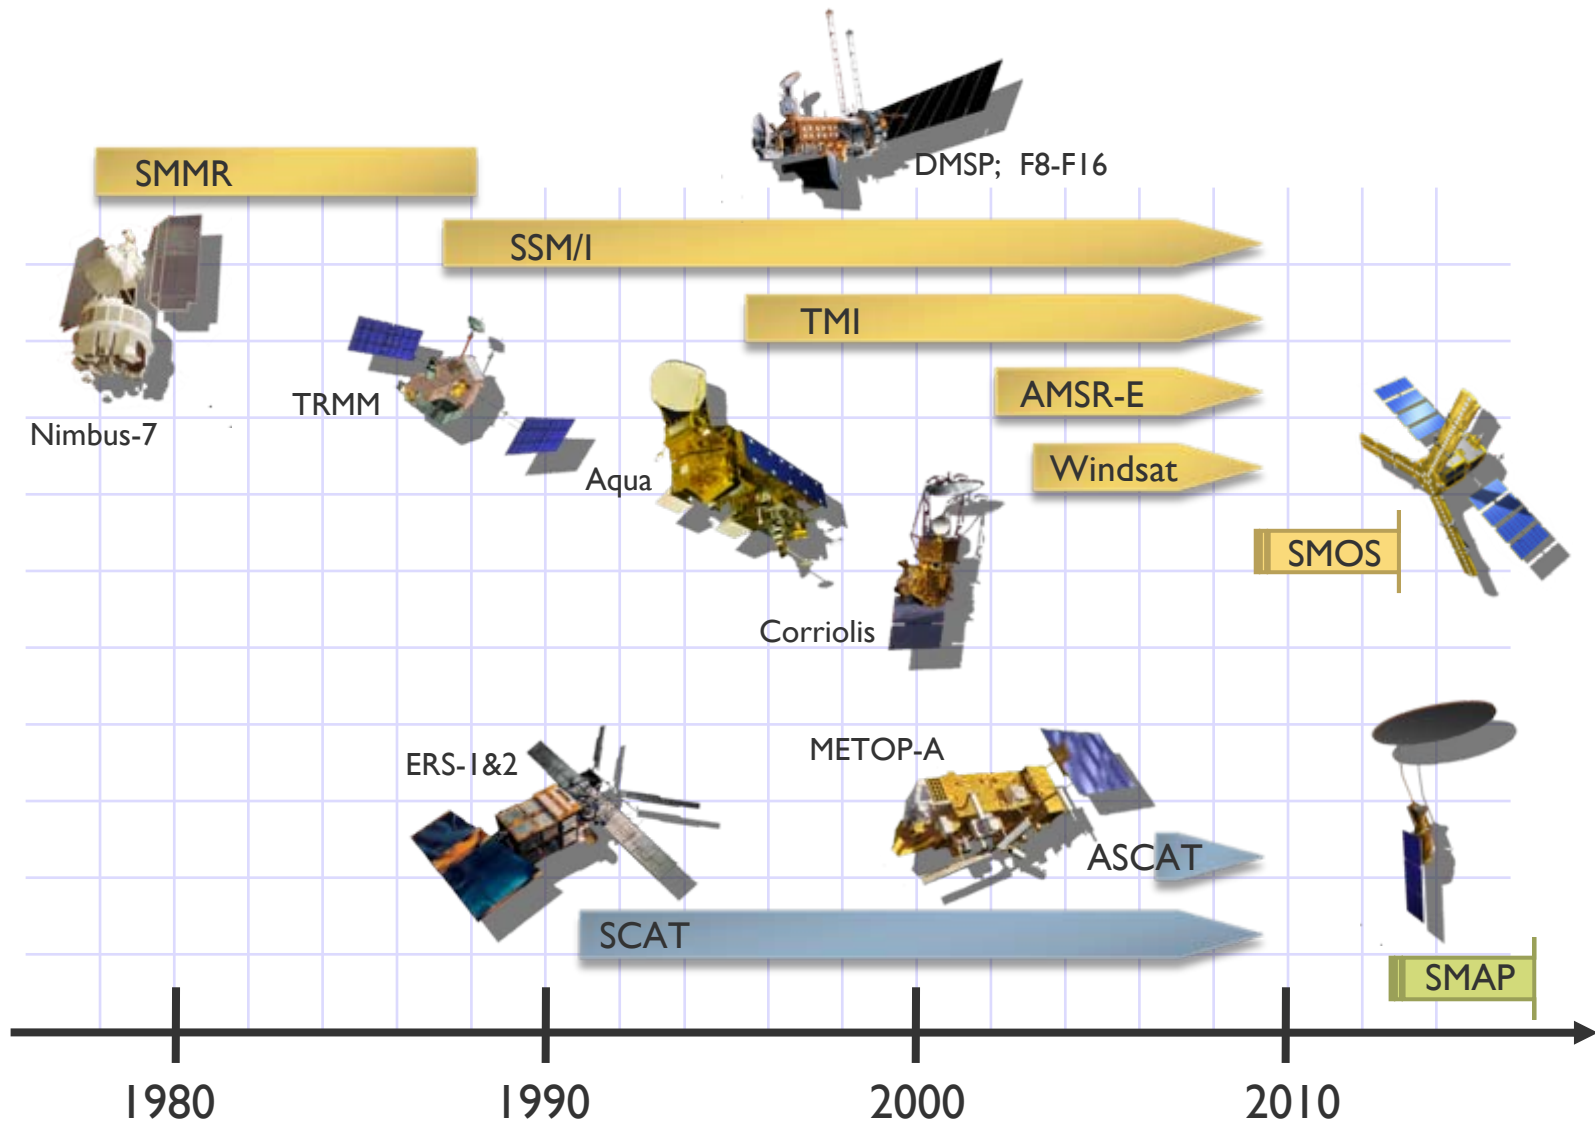 DMSP; F8-F16
SMMR
SSM/I
TMI
AMSR-E
TRMM
Nimbus-7
Windsat
Aqua
SMOS
Corriolis
METOP-A
ERS-1&2
ASCAT
SCAT
SMAP
1980 1990 2000 2010